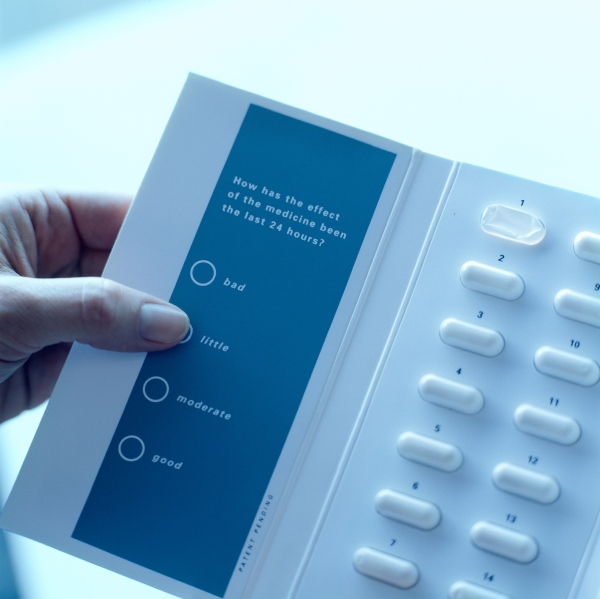 How has the effect
of the medicine been
the last 24 hours?
bad
little
moderate
good
PATENT PENDING
1
2
3
4
5
6
7
9
10
11
12
13
14